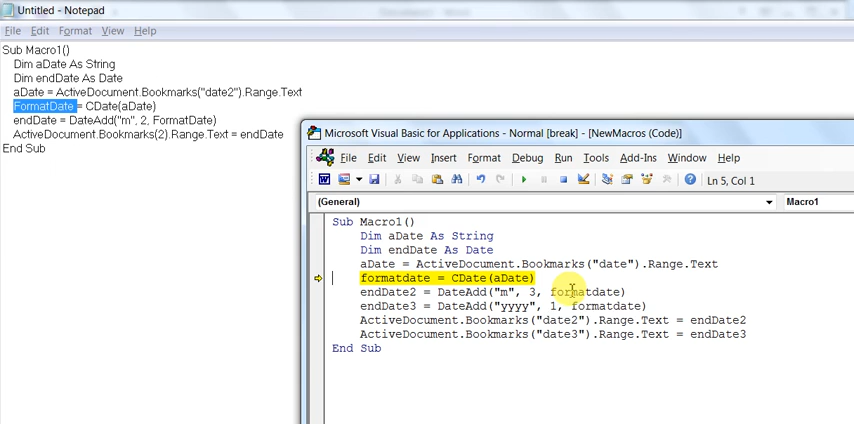 Untitled - Notepad
File Edit Format View Help
Sub Macro1()
Dim aDate As String
Dim endDate As Date
aDate = ActiveDocument.Bookmarks("date2").Range.Text
FormatDate = CDate(aDate)
endDate = DateAdd("m", 2, FormatDate)
ActiveDocument.Bookmarks(2).Range.Text = endDate
End Sub
Microsoft Visual Basic for Applications - Normal [break] - [NewMacros (Code)]
File Edit View Insert Format Debug Run Tools Add-Ins Window Help
Ln 5, Col 1
(General) Macro1
Sub Macro1()
Dim aDate As String
Dim endDate As Date
aDate = ActiveDocument.Bookmarks("date").Range.Text
formatdate = CDate(aDate)
endDate2 = DateAdd("m", 3, formatdate)
endDate3 = DateAdd("yyyy", 1, formatdate)
ActiveDocument.Bookmarks("date2").Range.Text = endDate2
ActiveDocument.Bookmarks("date3").Range.Text = endDate3
End Sub